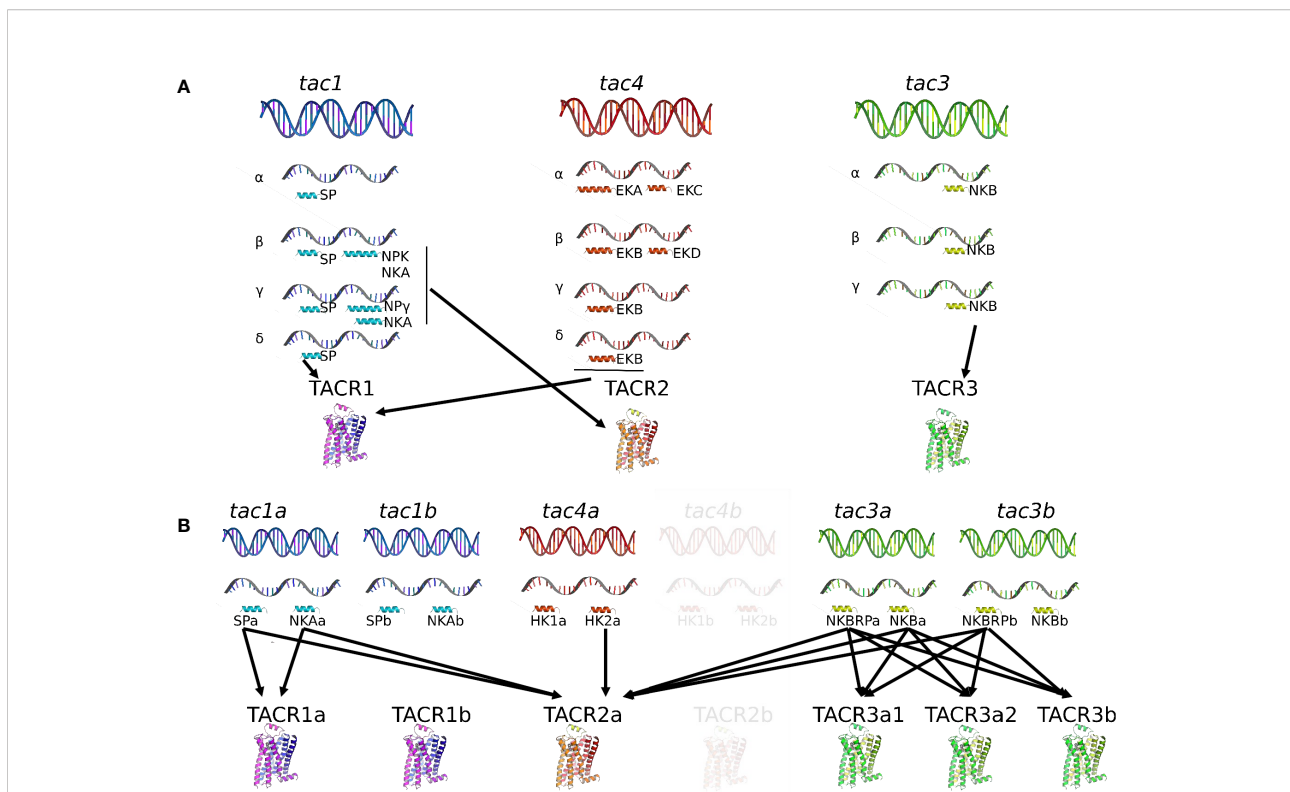 A
tac1 tac4 tac3
α α α
SP EKA EKC NKB
β β β
SP NPK EKB EKD NKB
NKA
γ γ γ
SP NPγ EKB NKB
NKA
δ δ
SP EKB
TACR1 TACR2 TACR3
B
tac1a tac1b tac4a tac4b tac3a tac3b
SPa NKAa SPb NKAb HK1a HK2a HK1b HK2b NKBRPa NKBa NKBRPb NKBb
TACR1a TACR1b TACR2a TACR2b TACR3a1 TACR3a2 TACR3b